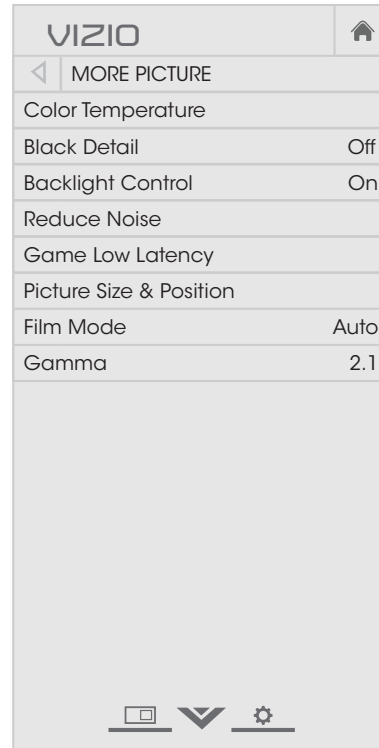 VIZIO
MORE PICTURE
Color Temperature
Black Detail Off
Backlight Control On
Reduce Noise
Game Low Latency
Picture Size & Position
Film Mode Auto
Gamma 2.1